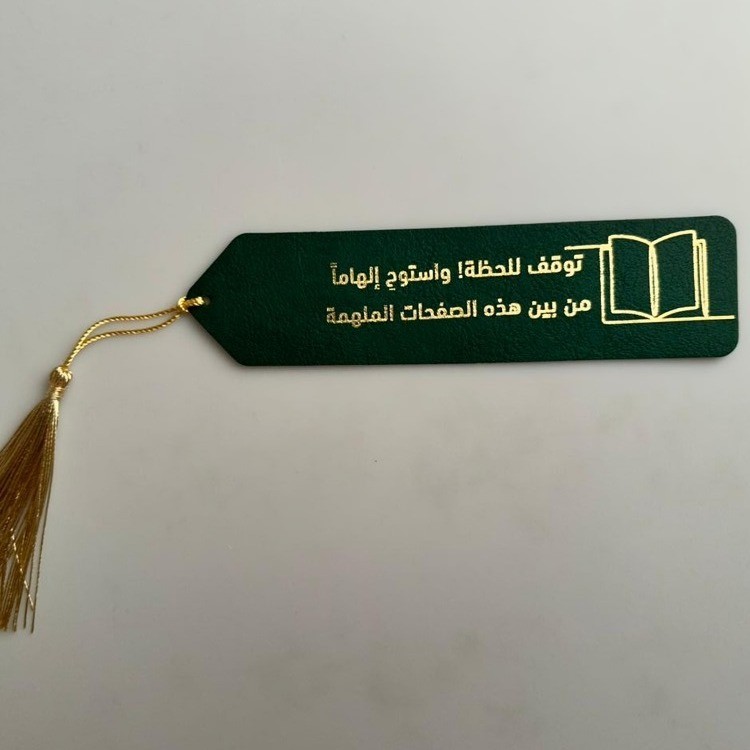 توقف للحظة! واستوحِ إلهاماً
من بين هذه الصفحات الملهمة